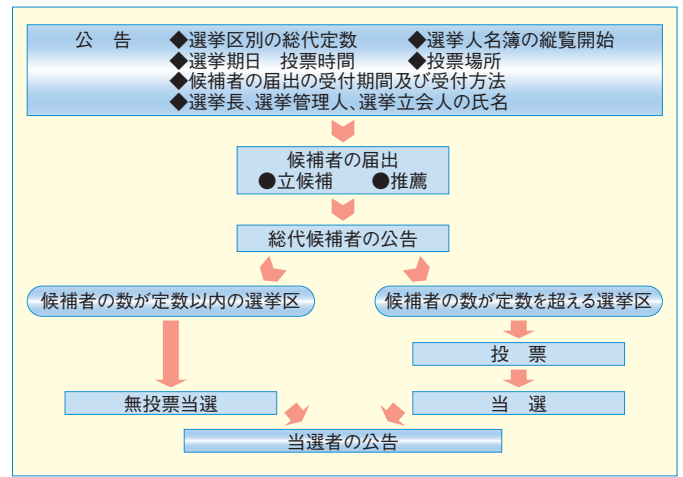 公　告　◆選挙区別の総代定数　◆選挙人名簿の縦覧開始
◆選挙期日　投票時間　◆投票場所
◆候補者の届出の受付期間及び受付方法
◆選挙長、選挙管理人、選挙立会人の氏名
候補者の届出
●立候補　●推薦
総代候補者の公告
候補者の数が定数以内の選挙区
候補者の数が定数を超える選挙区
投　票
無投票当選
当　選
当選者の公告